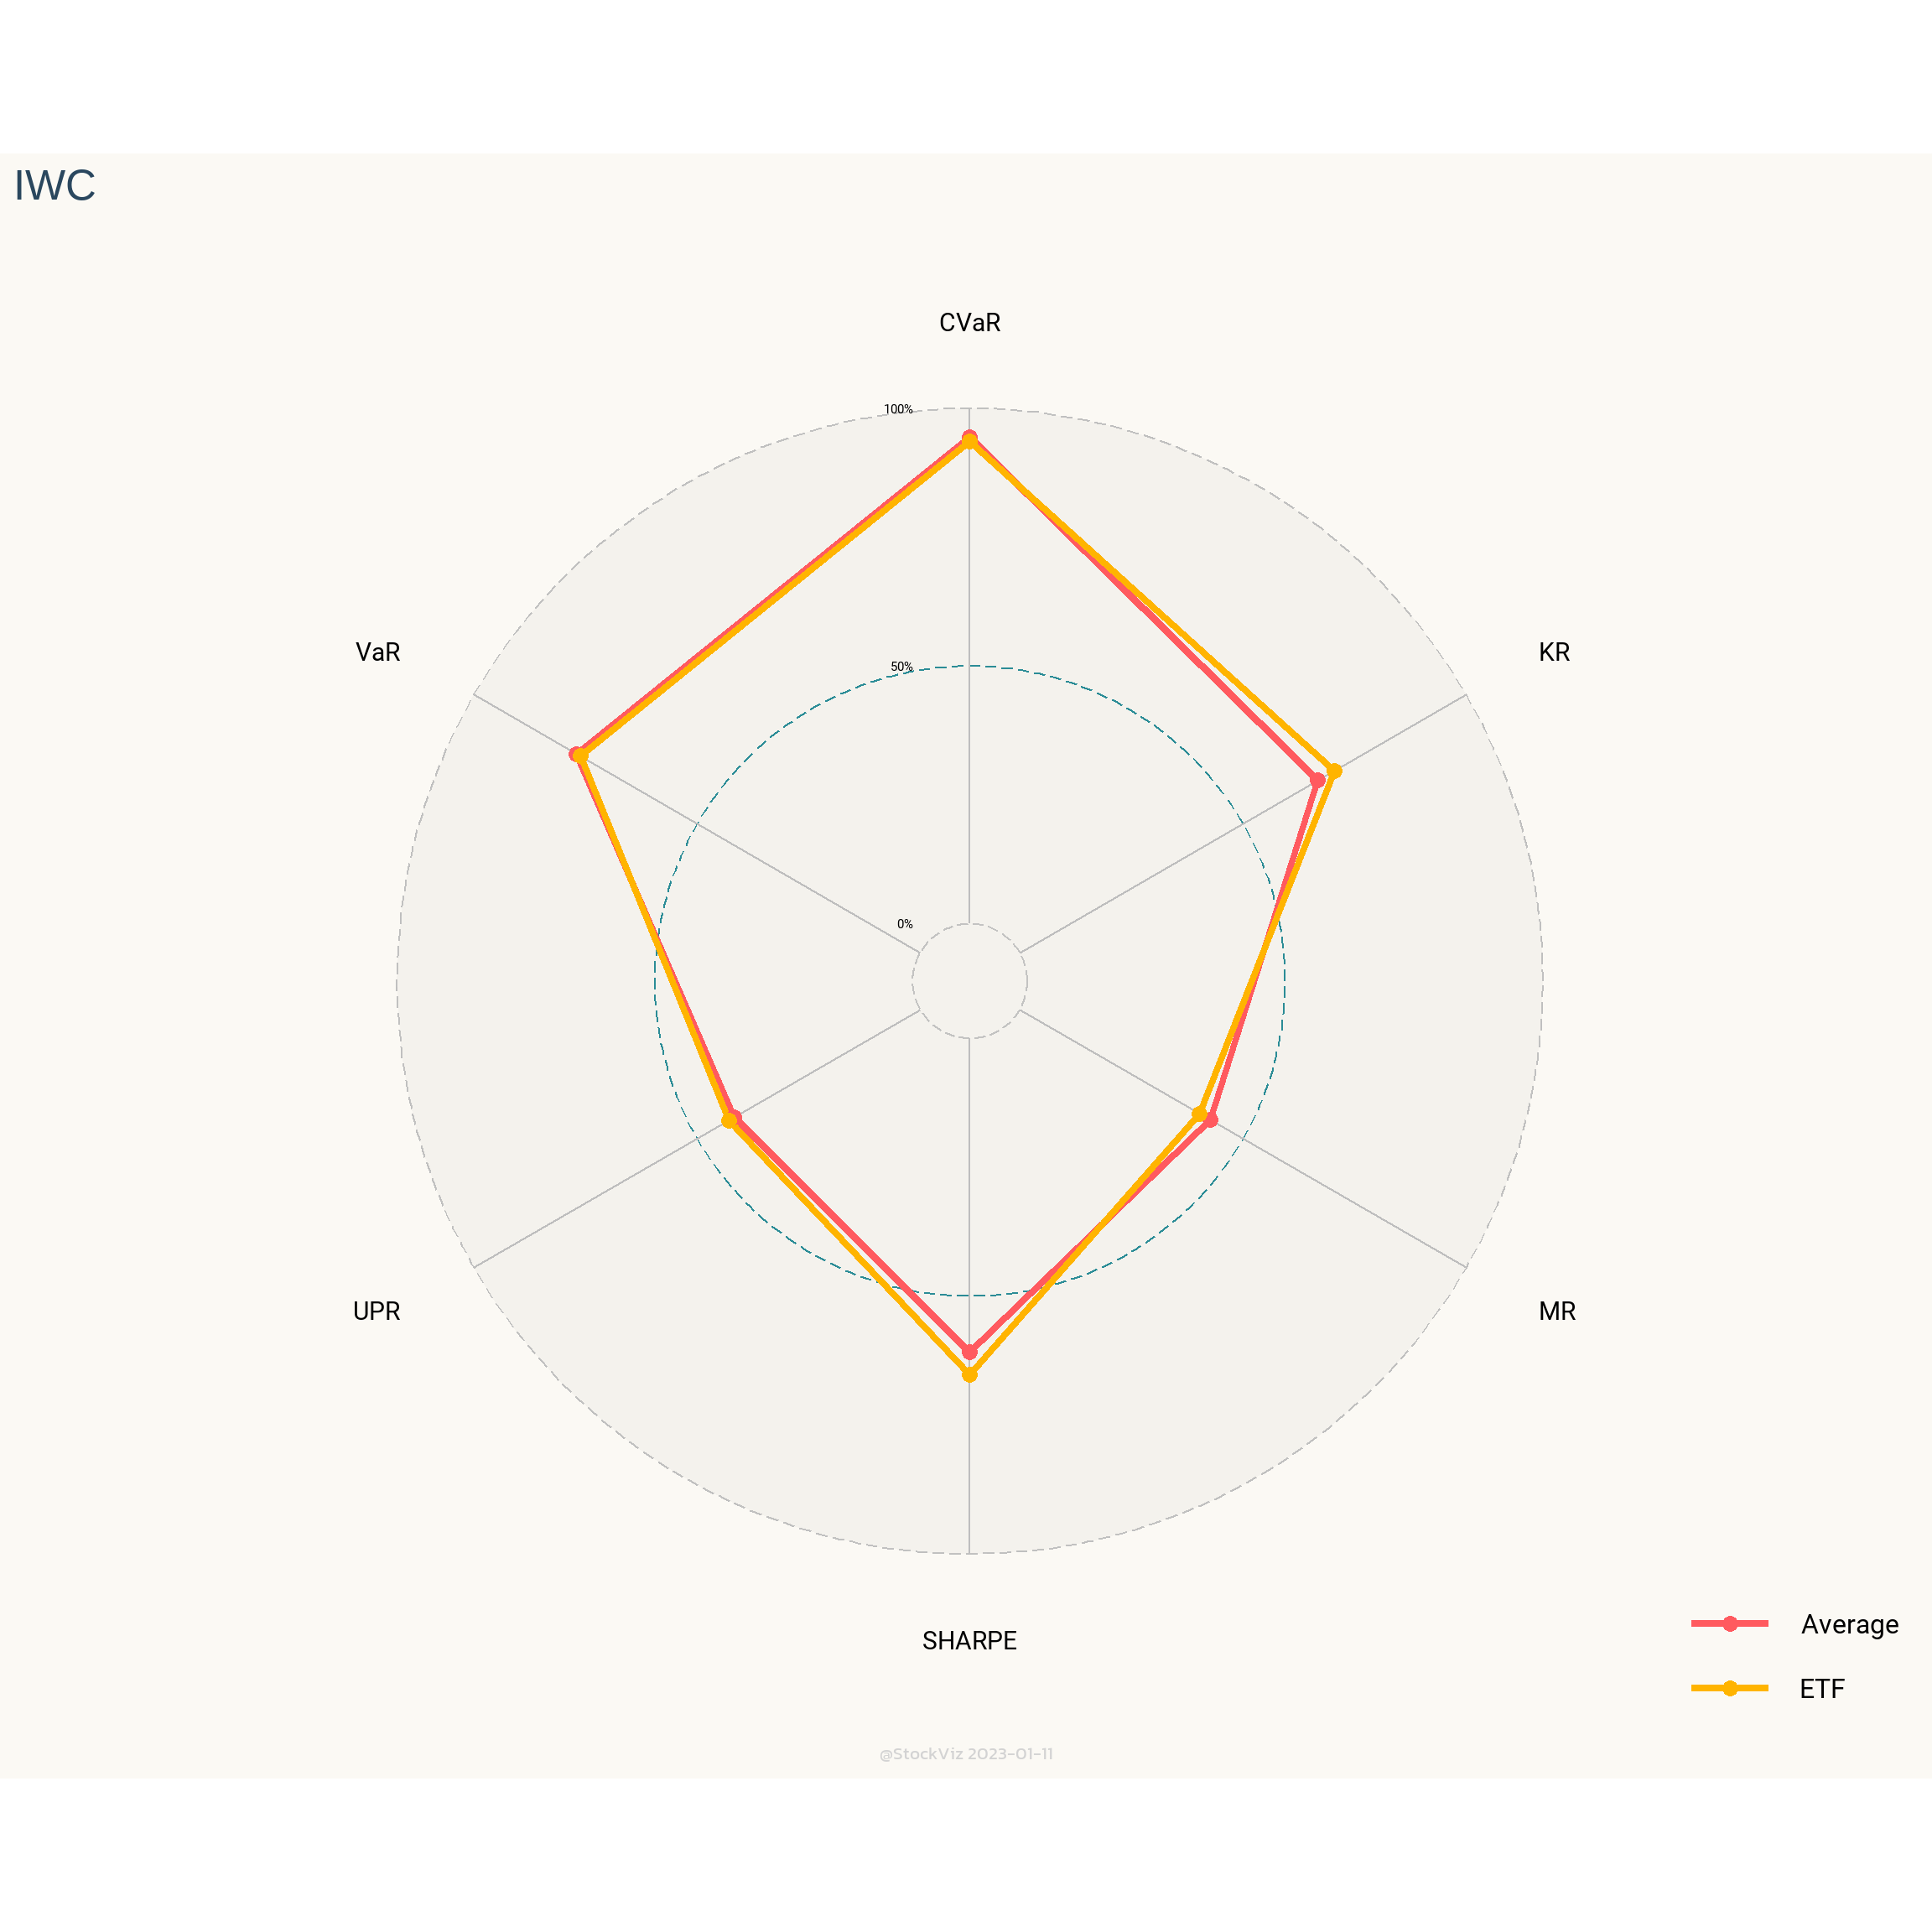 IWC
CVaR
100%
VaR
KR
50%
0%
UPR
MR
SHARPE
Average
ETF
@StockViz 2023-01-11